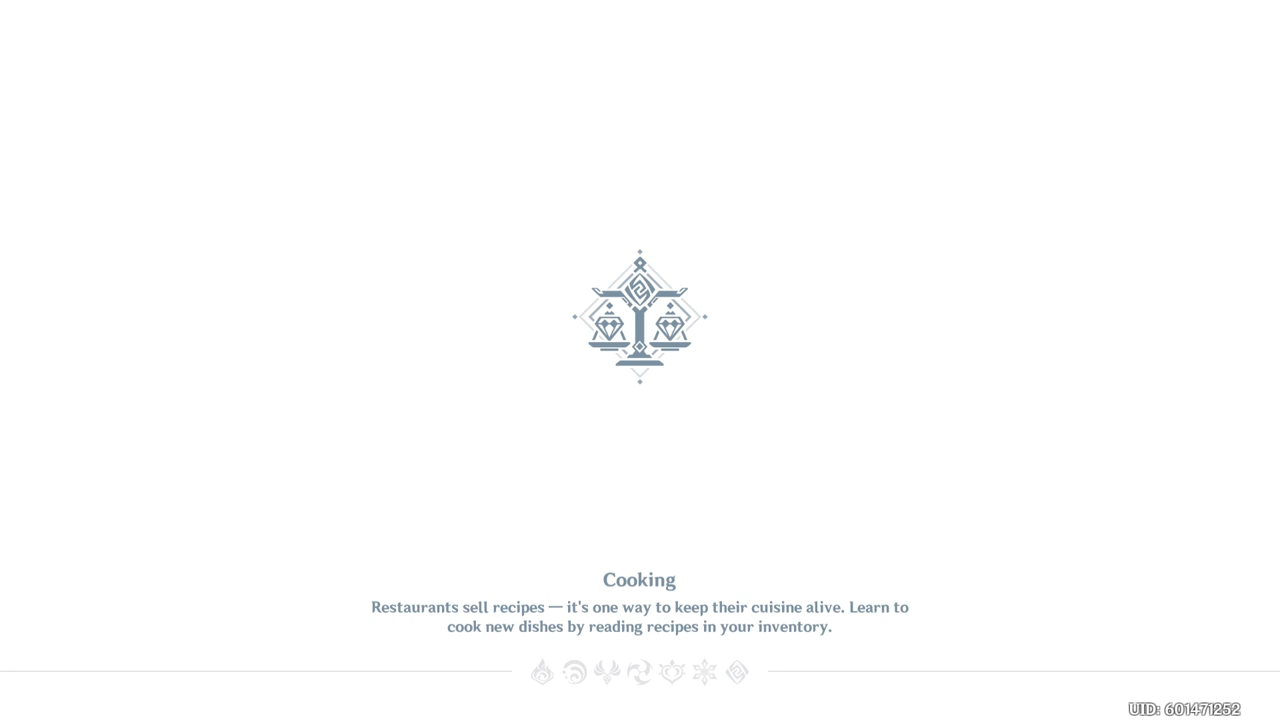 Cooking
Restaurants sell recipes — it's one way to keep their cuisine alive. Learn to
cook new dishes by reading recipes in your inventory.
UID: 601471252